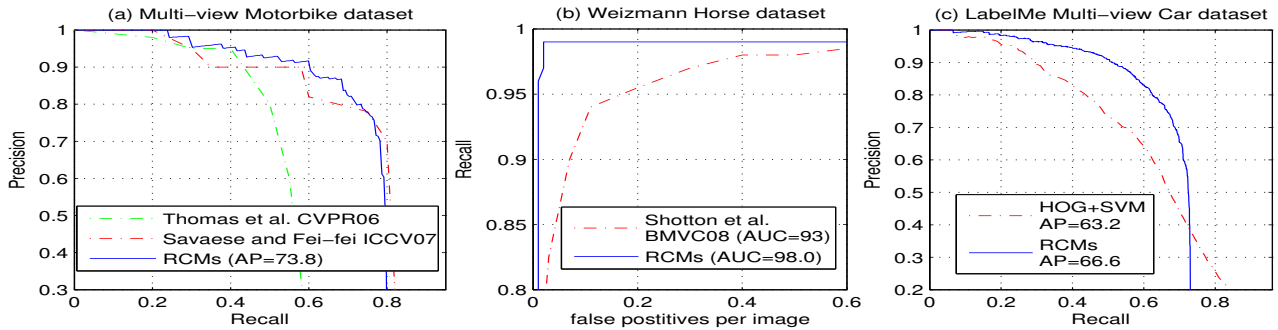 (a) Multi-view Motorbike dataset
1
0.9
0.8
0.7
0.6
0.5
0.4
0.3
Precision
0
0.2
0.4
0.6
0.8
1
Recall
Thomas et al. CVPR06
Savaese and Fei-fei ICCV07
RCMs (AP=73.8)
(b) Weizmann Horse dataset
1
0.95
0.9
0.85
0.8
Recall
0
0.2
0.4
0.6
false postitives per image
Shotton et al.
BMVC08 (AUC=93)
RCMs (AUC=98.0)
(c) LabelMe Multi-view Car dataset
1
0.9
0.8
0.7
0.6
0.5
0.4
0.3
0.2
Precision
0
0.2
0.4
0.6
0.8
Recall
HOG+SVM
AP=63.2
RCMs
AP=66.6